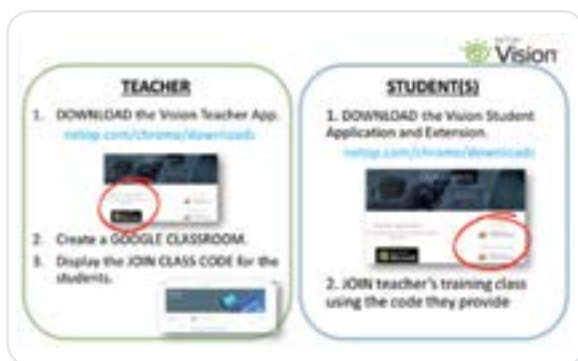 Vision
TEACHER
1. DOWNLOAD the Vision Teacher App.
netop.com/chrome/downloads
2. Create a GOOGLE CLASSROOM.
3. Display the JOIN CLASS CODE for the
students.
STUDENT(S)
1. DOWNLOAD the Vision Student
Application and Extension.
netop.com/chrome/downloads
2. JOIN teacher's training class
using the code they provide